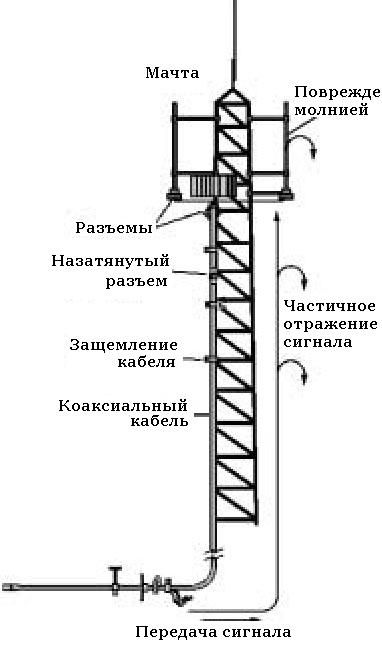 Мачта
Поврежде
молнией
Разъемы
Назатянутый
разъем
Частичное
отражение
сигнала
Защемление
кабеля
Коаксиальный
кабель
Передача сигнала